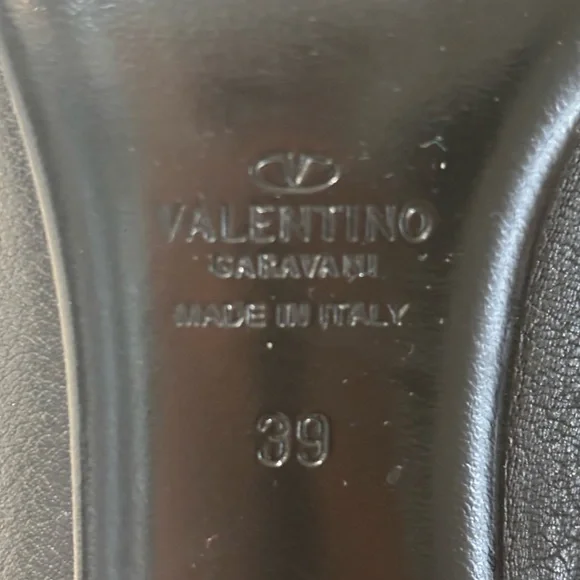 V
VALENTINO
GARAVANI
MADE IN ITALY
39